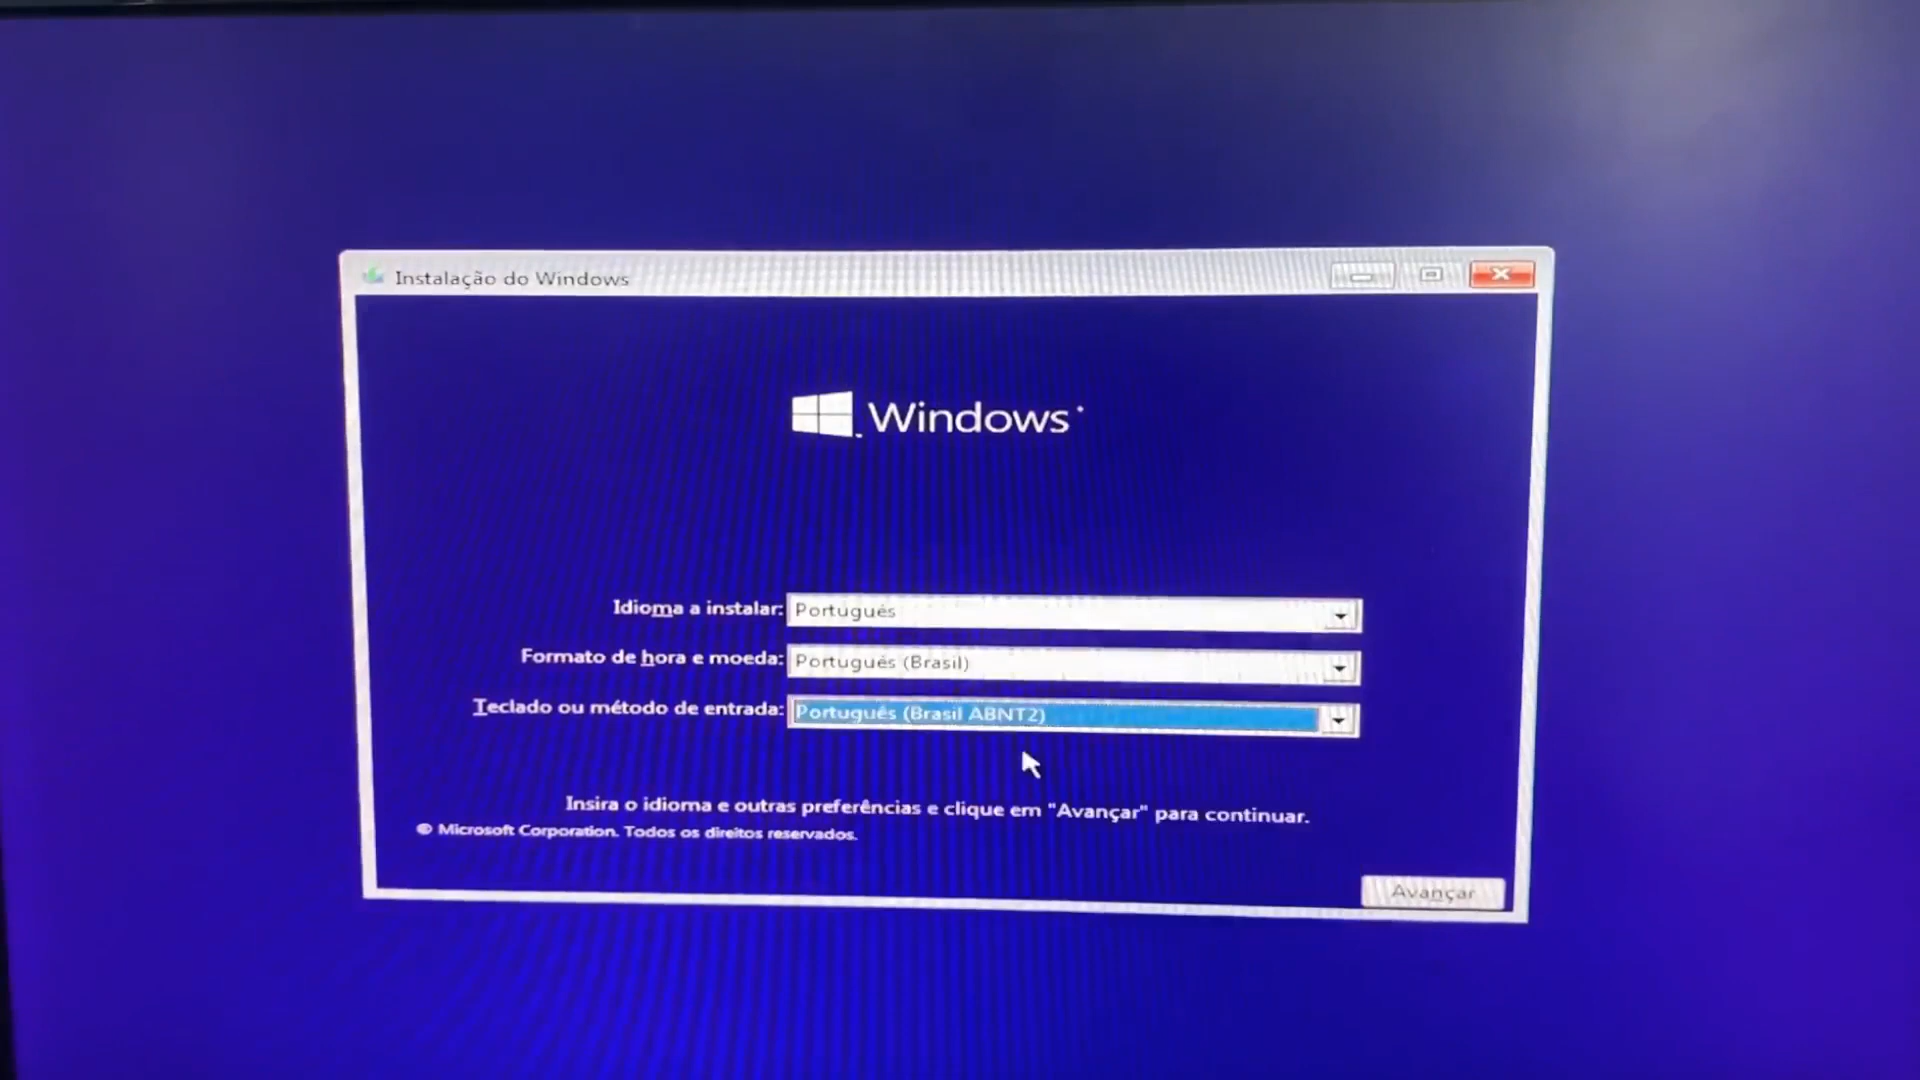 Instalação do Windows
Windows
Idioma a instalar: Português
Formato de hora e moeda: Português (Brasil)
Teclado ou método de entrada: Português (Brasil ABNT2)
Insira o idioma e outras preferências e clique em "Avançar" para continuar.
© Microsoft Corporation. Todos os direitos reservados.
Avançar